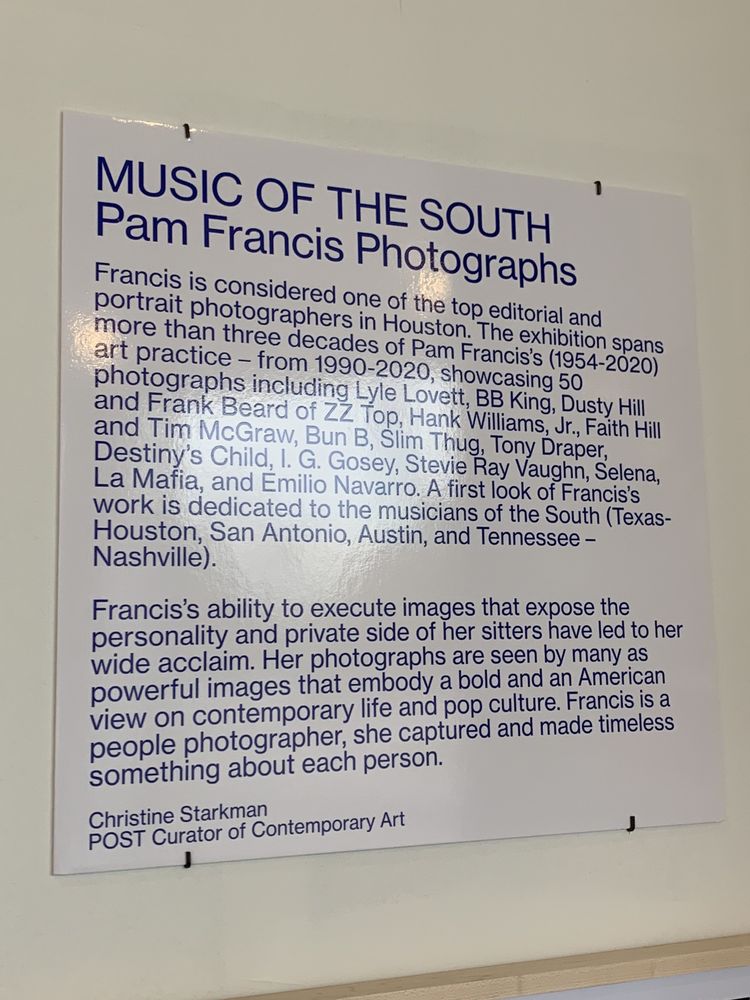 MUSIC OF THE SOUTH
Pam Francis Photographs
Francis is considered one of the top editorial and
portrait photographers in Houston. The exhibition spans
more than three decades of Pam Francis's (1954-2020)
art practice – from 1990-2020, showcasing 50
photographs including Lyle Lovett, BB King, Dusty Hill
and Frank Beard of ZZ Top, Hank Williams, Jr., Faith Hill
and Tim McGraw, Bun B, Slim Thug, Tony Draper,
Destiny's Child, I. G. Gosey, Stevie Ray Vaughn, Selena,
La Mafia, and Emilio Navarro. A first look of Francis's
work is dedicated to the musicians of the South (Texas-
Houston, San Antonio, Austin, and Tennessee –
Nashville).
Francis's ability to execute images that expose the
personality and private side of her sitters have led to her
wide acclaim. Her photographs are seen by many as
powerful images that embody a bold and an American
view on contemporary life and pop culture. Francis is a
people photographer, she captured and made timeless
something about each person.
Christine Starkman
POST Curator of Contemporary Art